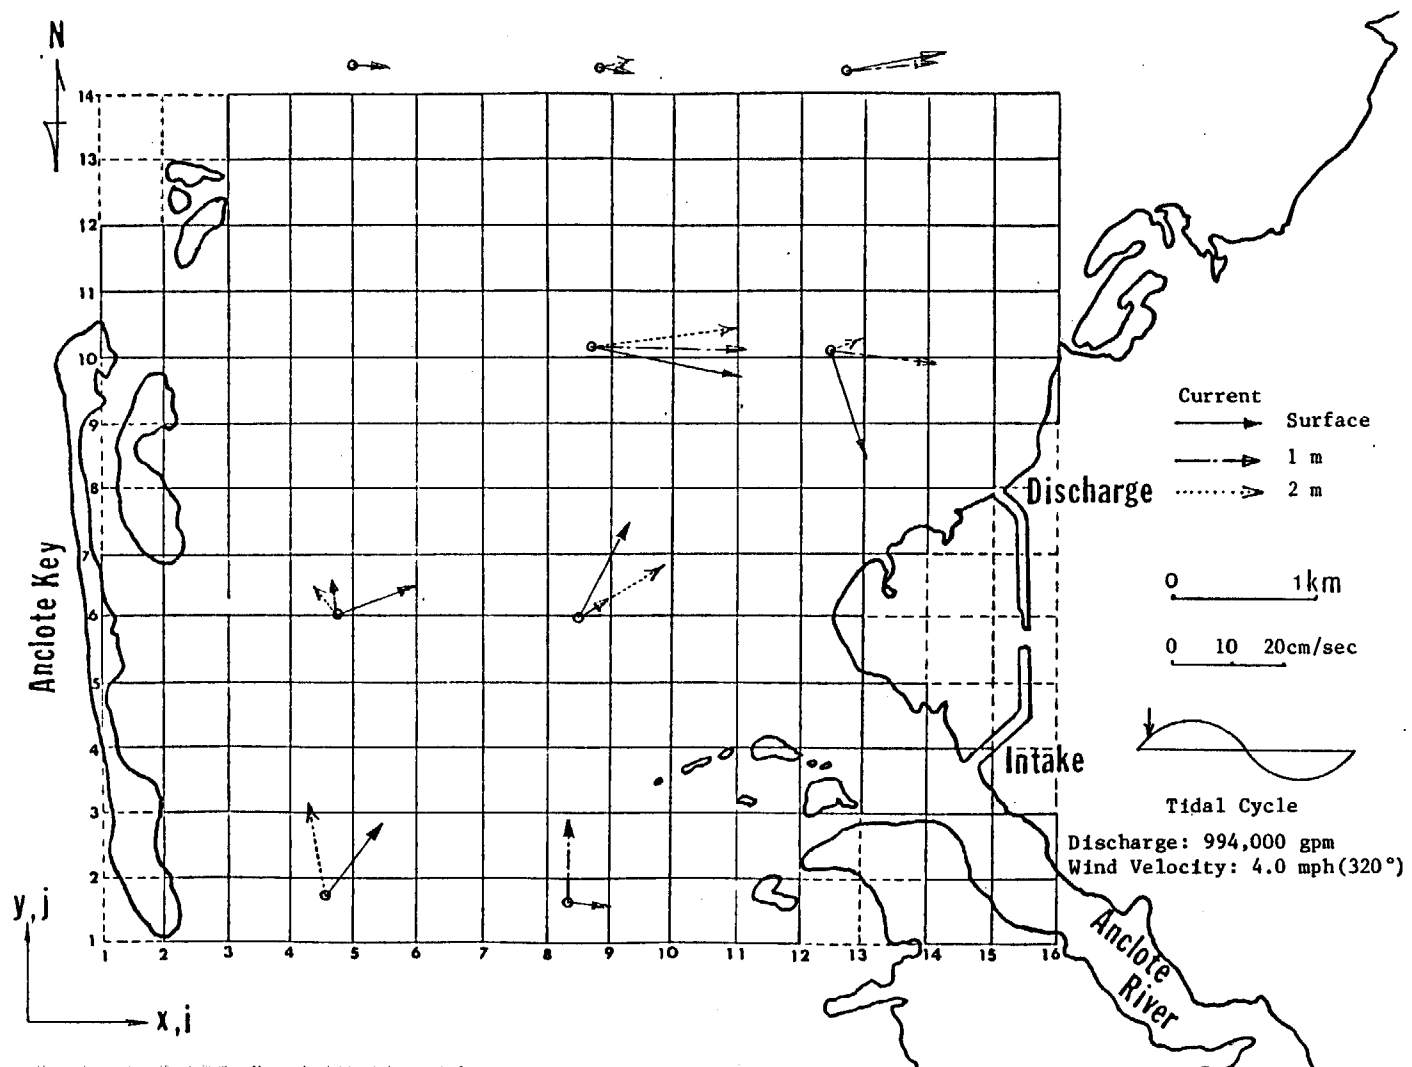 N
14
13
12
11
10
9
8
7
6
5
4
3
2
1
1 2 3 4 5 6 7 8 9 10 11 12 13 14 15 16
y,j
x,i
Anclote Key
Discharge
Intake
Anclote
River
Current
Surface
1 m
2 m
0 1km
0 10 20cm/sec
Tidal Cycle
Discharge: 994,000 gpm
Wind Velocity: 4.0 mph(320°)